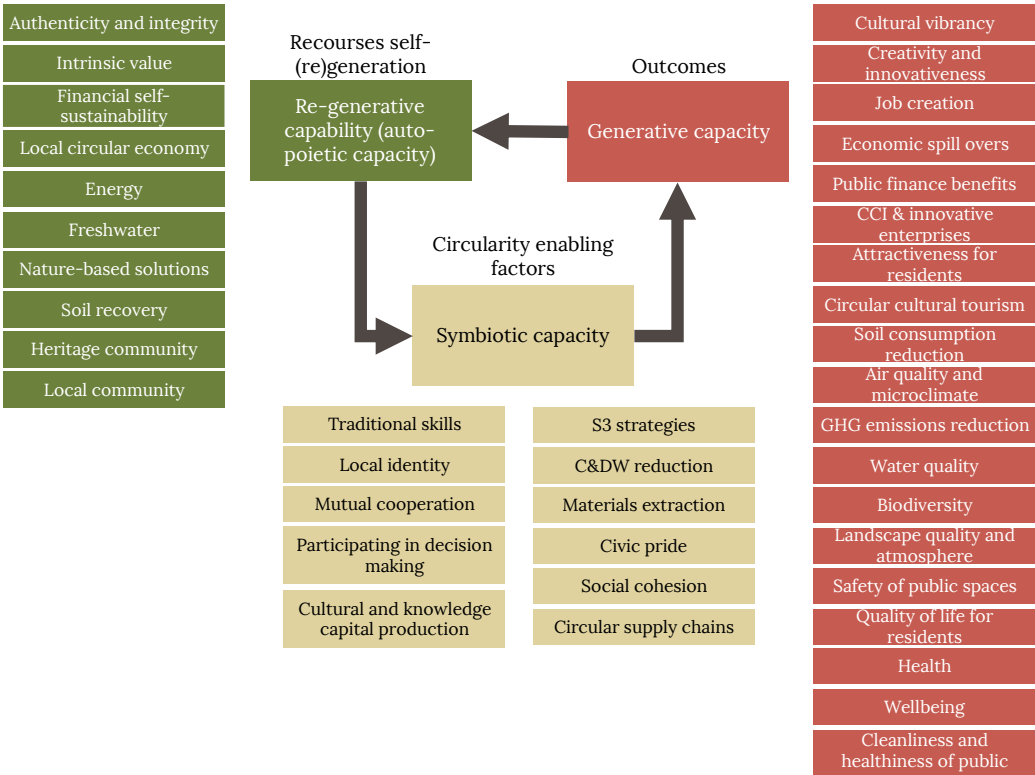 Authenticity and integrity
Intrinsic value
Financial self-
sustainability
Local circular economy
Energy
Freshwater
Nature-based solutions
Soil recovery
Heritage community
Local community
Recourses self-
(re)generation
Re-generative
capability (auto-
poietic capacity)
Outcomes
Generative capacity
Circularity enabling
factors
Symbiotic capacity
Traditional skills
Local identity
Mutual cooperation
Participating in decision
making
Cultural and knowledge
capital production
S3 strategies
C&DW reduction
Materials extraction
Civic pride
Social cohesion
Circular supply chains
Cultural vibrancy
Creativity and
innovativeness
Job creation
Economic spill overs
Public finance benefits
CCI & innovative
enterprises
Attractiveness for
residents
Circular cultural tourism
Soil consumption
reduction
Air quality and
microclimate
GHG emissions reduction
Water quality
Biodiversity
Landscape quality and
atmosphere
Safety of public spaces
Quality of life for
residents
Health
Wellbeing
Cleanliness and
healthiness of public